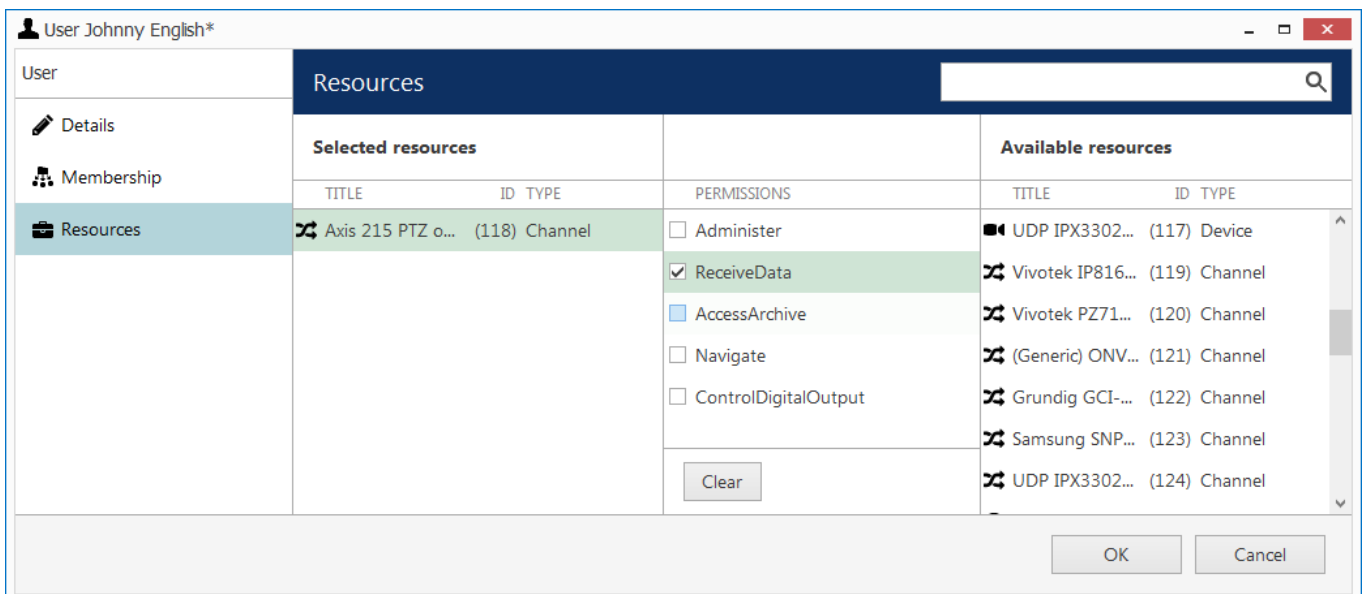 User Johnny English*
User
Details
Membership
Resources
Resources
Selected resources
TITLE ID TYPE
Axis 215 PTZ o... (118) Channel
PERMISSIONS
Administer
ReceiveData
AccessArchive
Navigate
ControlDigitalOutput
Clear
Available resources
TITLE ID TYPE
UDP IPX3302... (117) Device
Vivotek IP816... (119) Channel
Vivotek PZ71... (120) Channel
(Generic) ONV... (121) Channel
Grundig GCI-... (122) Channel
Samsung SNP... (123) Channel
UDP IPX3302... (124) Channel
OK Cancel